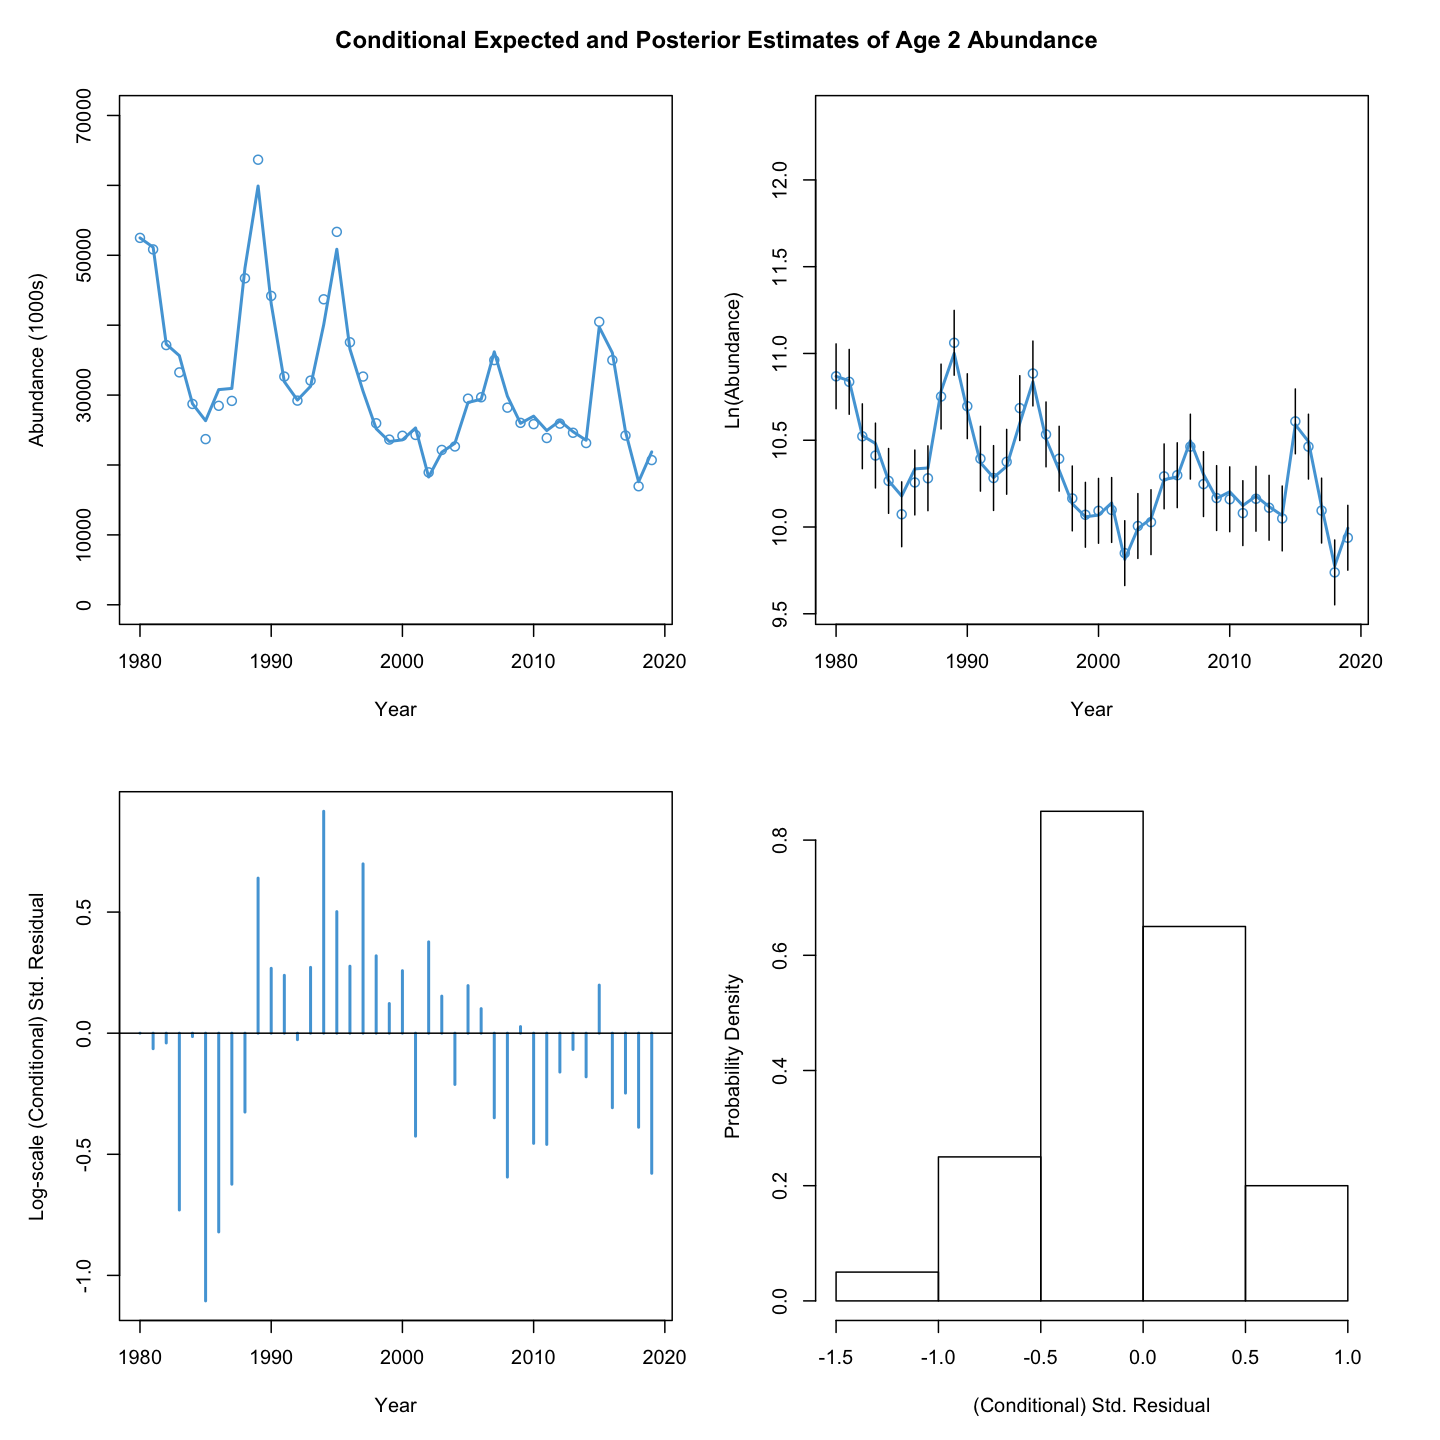 Conditional Expected and Posterior Estimates of Age 2 Abundance
Abundance (1000s)
70000
50000
30000
10000
0
1980 1990 2000 2010 2020
Year
Ln(Abundance)
12.0
11.5
11.0
10.5
10.0
9.5
1980 1990 2000 2010 2020
Year
Log-scale (Conditional) Std. Residual
0.5
0.0
-0.5
-1.0
1980 1990 2000 2010 2020
Year
Probability Density
0.8
0.6
0.4
0.2
0.0
-1.5 -1.0 -0.5 0.0 0.5 1.0
(Conditional) Std. Residual